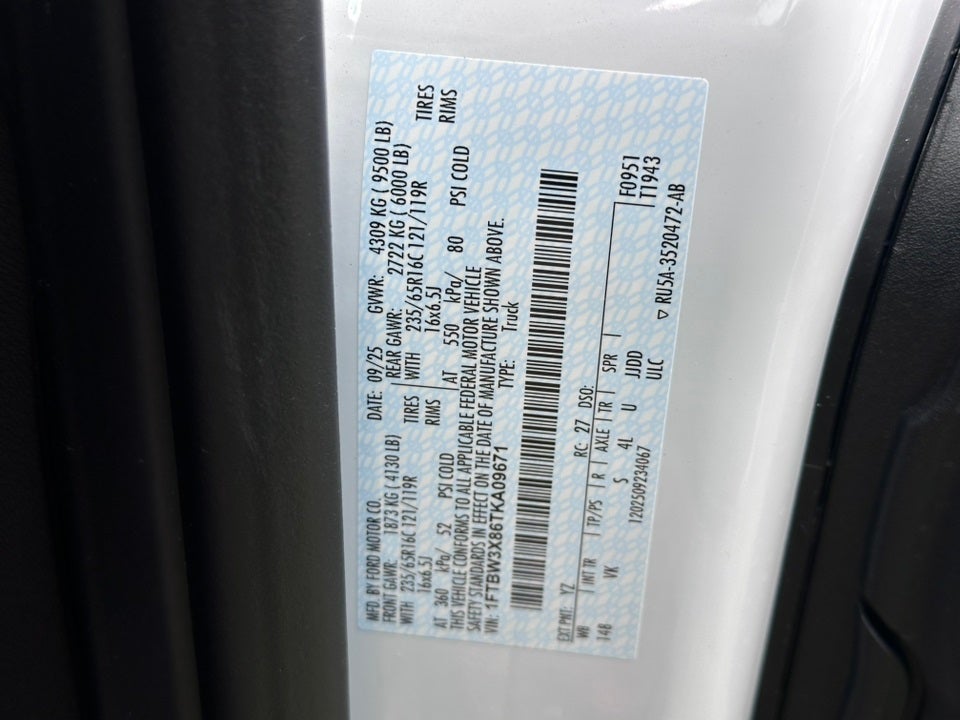 MFD. BY FORD MOTOR CO.
DATE: 09/25 GVWR: 4309 KG ( 9500 LB)
FRONT GAWR: 1873 KG ( 4130 LB) REAR GAWR: 2722 KG ( 6000 LB)
WITH 235/65R16C 121/119R TIRES WITH 235/65R16C 121/119R TIRES
16x6.5J RIMS 16x6.5J RIMS
AT 360 kPa/ 52 PSI COLD AT 550 kPa/ 80 PSI COLD
THIS VEHICLE CONFORMS TO ALL APPLICABLE FEDERAL MOTOR VEHICLE
SAFETY STANDARDS IN EFFECT ON THE DATE OF MANUFACTURE SHOWN ABOVE.
VIN: 1FTBW3X86TKA09671 TYPE: Truck
EXT PNT: YZ RC: 27 DSO: F0951
WB INT TR TP/PS R AXLE TR SPR T1943
148 VK S 4L U JJDD
1202509234067 ULC ▽ RU5A-3520472-AB